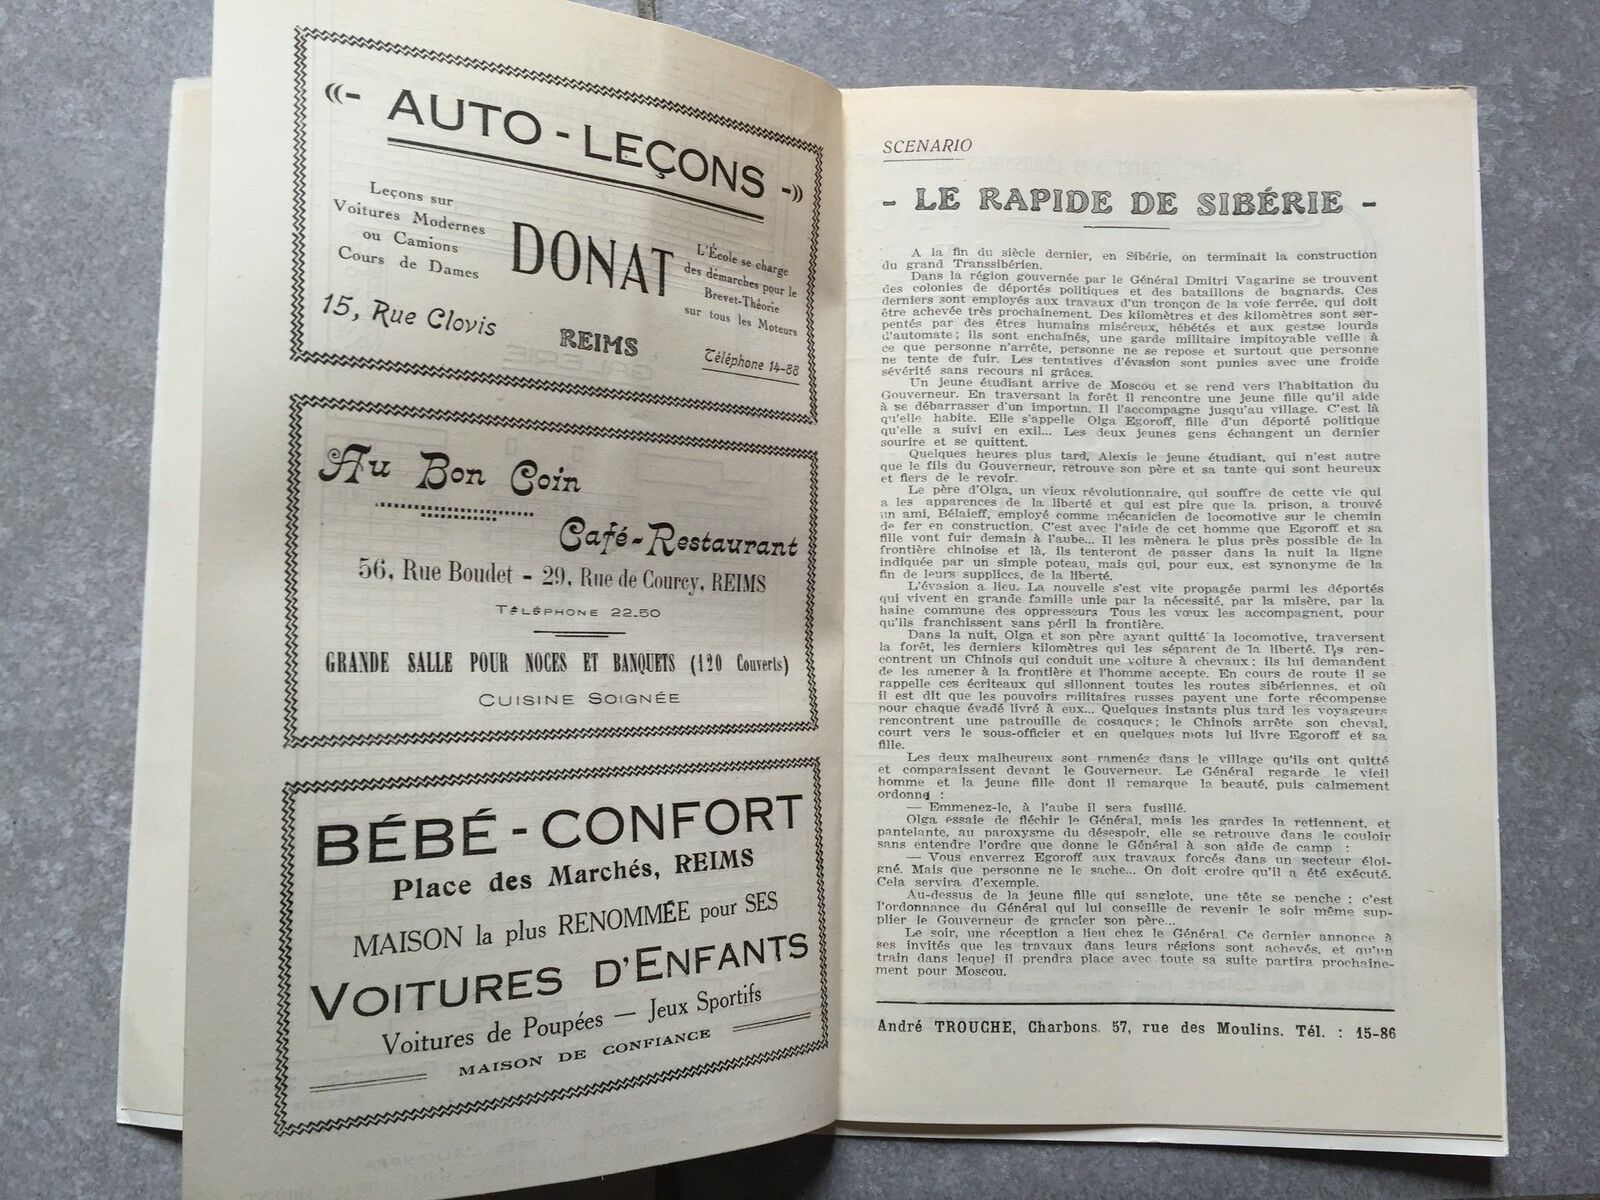 «- AUTO - LEÇONS -»
Leçons sur
Voitures Modernes
ou Camions
Cours de Dames
DONAT
L'École se charge
des démarches pour le
Brevet-Théorie
sur tous les Moteurs
15, Rue Clovis
REIMS
Téléphone 14-88
Au Bon Coin
Café-Restaurant
56, Rue Boudet - 29, Rue de Courcy, REIMS
TÉLÉPHONE 22.50
GRANDE SALLE POUR NOCES ET BANQUETS (120 Couverts)
CUISINE SOIGNÉE
BÉBÉ - CONFORT
Place des Marchés, REIMS
MAISON la plus RENOMMÉE pour SES
VOITURES D'ENFANTS
Voitures de Poupées — Jeux Sportifs
MAISON DE CONFIANCE
SCENARIO
- LE RAPIDE DE SIBÉRIE -
A la fin du siècle dernier, en Sibérie, on terminait la construction
du grand Transsibérien.
Dans la région gouvernée par le Général Dmitri Vagarine se trouvent
des colonies de déportés politiques et des bataillons de bagnards. Ces
derniers sont employés aux travaux d'un tronçon de la voie ferrée, qui doit
être achevée très prochainement. Des kilomètres et des kilomètres sont ser-
pentés par des êtres humains miséreux, hébétés et aux gestse lourds
d'automate ; ils sont enchaînés, une garde militaire impitoyable veille à
ce que personne n'arrête, personne ne se repose et surtout que personne
ne tente de fuir. Les tentatives d'évasion sont punies avec une froide
sévérité sans recours ni grâces.
Un jeune étudiant arrive de Moscou et se rend vers l'habitation du
Gouverneur. En traversant la forêt il rencontre une jeune fille qu'il aide
à se débarrasser d'un importun. Il l'accompagne jusqu'au village. C'est là
qu'elle habite. Elle s'appelle Olga Egoroff, fille d'un déporté politique
qu'elle a suivi en exil... Les deux jeunes gens échangent un dernier
sourire et se quittent.
Quelques heures plus tard, Alexis le jeune étudiant, qui n'est autre
que le fils du Gouverneur, retrouve son père et sa tante qui sont heureux
et fiers de le revoir.
Le père d'Olga, un vieux révolutionnaire, qui souffre de cette vie qui
a les apparences de la liberté et qui est pire que la prison, a trouvé
un ami, Bélaieff, employé comme mécanicien de locomotive sur le chemin
de fer en construction. C'est avec l'aide de cet homme que Egoroff et sa
fille vont fuir demain à l'aube... Il les mènera le plus près possible de la
frontière chinoise et là, ils tenteront de passer dans la nuit la ligne
indiquée par un simple poteau, mais qui, pour eux, est synonyme de la
fin de leurs supplices, de la liberté.
L'évasion a lieu. La nouvelle s'est vite propagée parmi les déportés
qui vivent en grande famille unie par la nécessité, par la misère, par la
haine commune des oppresseurs Tous les vœux les accompagnent, pour
qu'ils franchissent sans péril la frontière.
Dans la nuit, Olga et son père ayant quitté la locomotive, traversent
la forêt, les derniers kilomètres qui les séparent de la liberté. Ils ren-
contrent un Chinois qui conduit une voiture à chevaux ; ils lui demandent
de les amener à la frontière et l'homme accepte. En cours de route il se
rappelle ces écriteaux qui sillonnent toutes les routes sibériennes, et où
il est dit que les pouvoirs militaires russes payent une forte récompense
pour chaque évadé livré à eux... Quelques instants plus tard les voyageurs
rencontrent une patrouille de cosaques ; le Chinois arrête son cheval,
court vers le sous-officier et en quelques mots lui livre Egoroff et sa
fille.
Les deux malheureux sont ramenés dans le village qu'ils ont quitté
et comparaissent devant le Gouverneur. Le Général regarde le vieil
homme et la jeune fille dont il remarque la beauté, puis calmement
ordonne :
— Emmenez-le, à l'aube il sera fusillé.
Olga essaie de fléchir le Général, mais les gardes la retiennent, et
pantelante, au paroxysme du désespoir, elle se retrouve dans le couloir
sans entendre l'ordre que donne le Général à son aide de camp :
— Vous enverrez Egoroff aux travaux forcés dans un secteur éloi-
gné. Mais que personne ne le sache... On doit croire qu'il a été exécuté.
Cela servira d'exemple.
Au-dessus de la jeune fille qui sanglote, une tête se penche : c'est
l'ordonnance du Général qui lui conseille de revenir le soir même sup-
plier le Gouverneur de gracier son père...
Le soir, une réception a lieu chez le Général. Ce dernier annonce à
ses invités que les travaux dans leurs régions sont achevés, et qu'un
train dans lequel il prendra place avec toute sa suite partira prochaine-
ment pour Moscou.
André TROUCHE, Charbons. 57, rue des Moulins. Tél. : 15-86